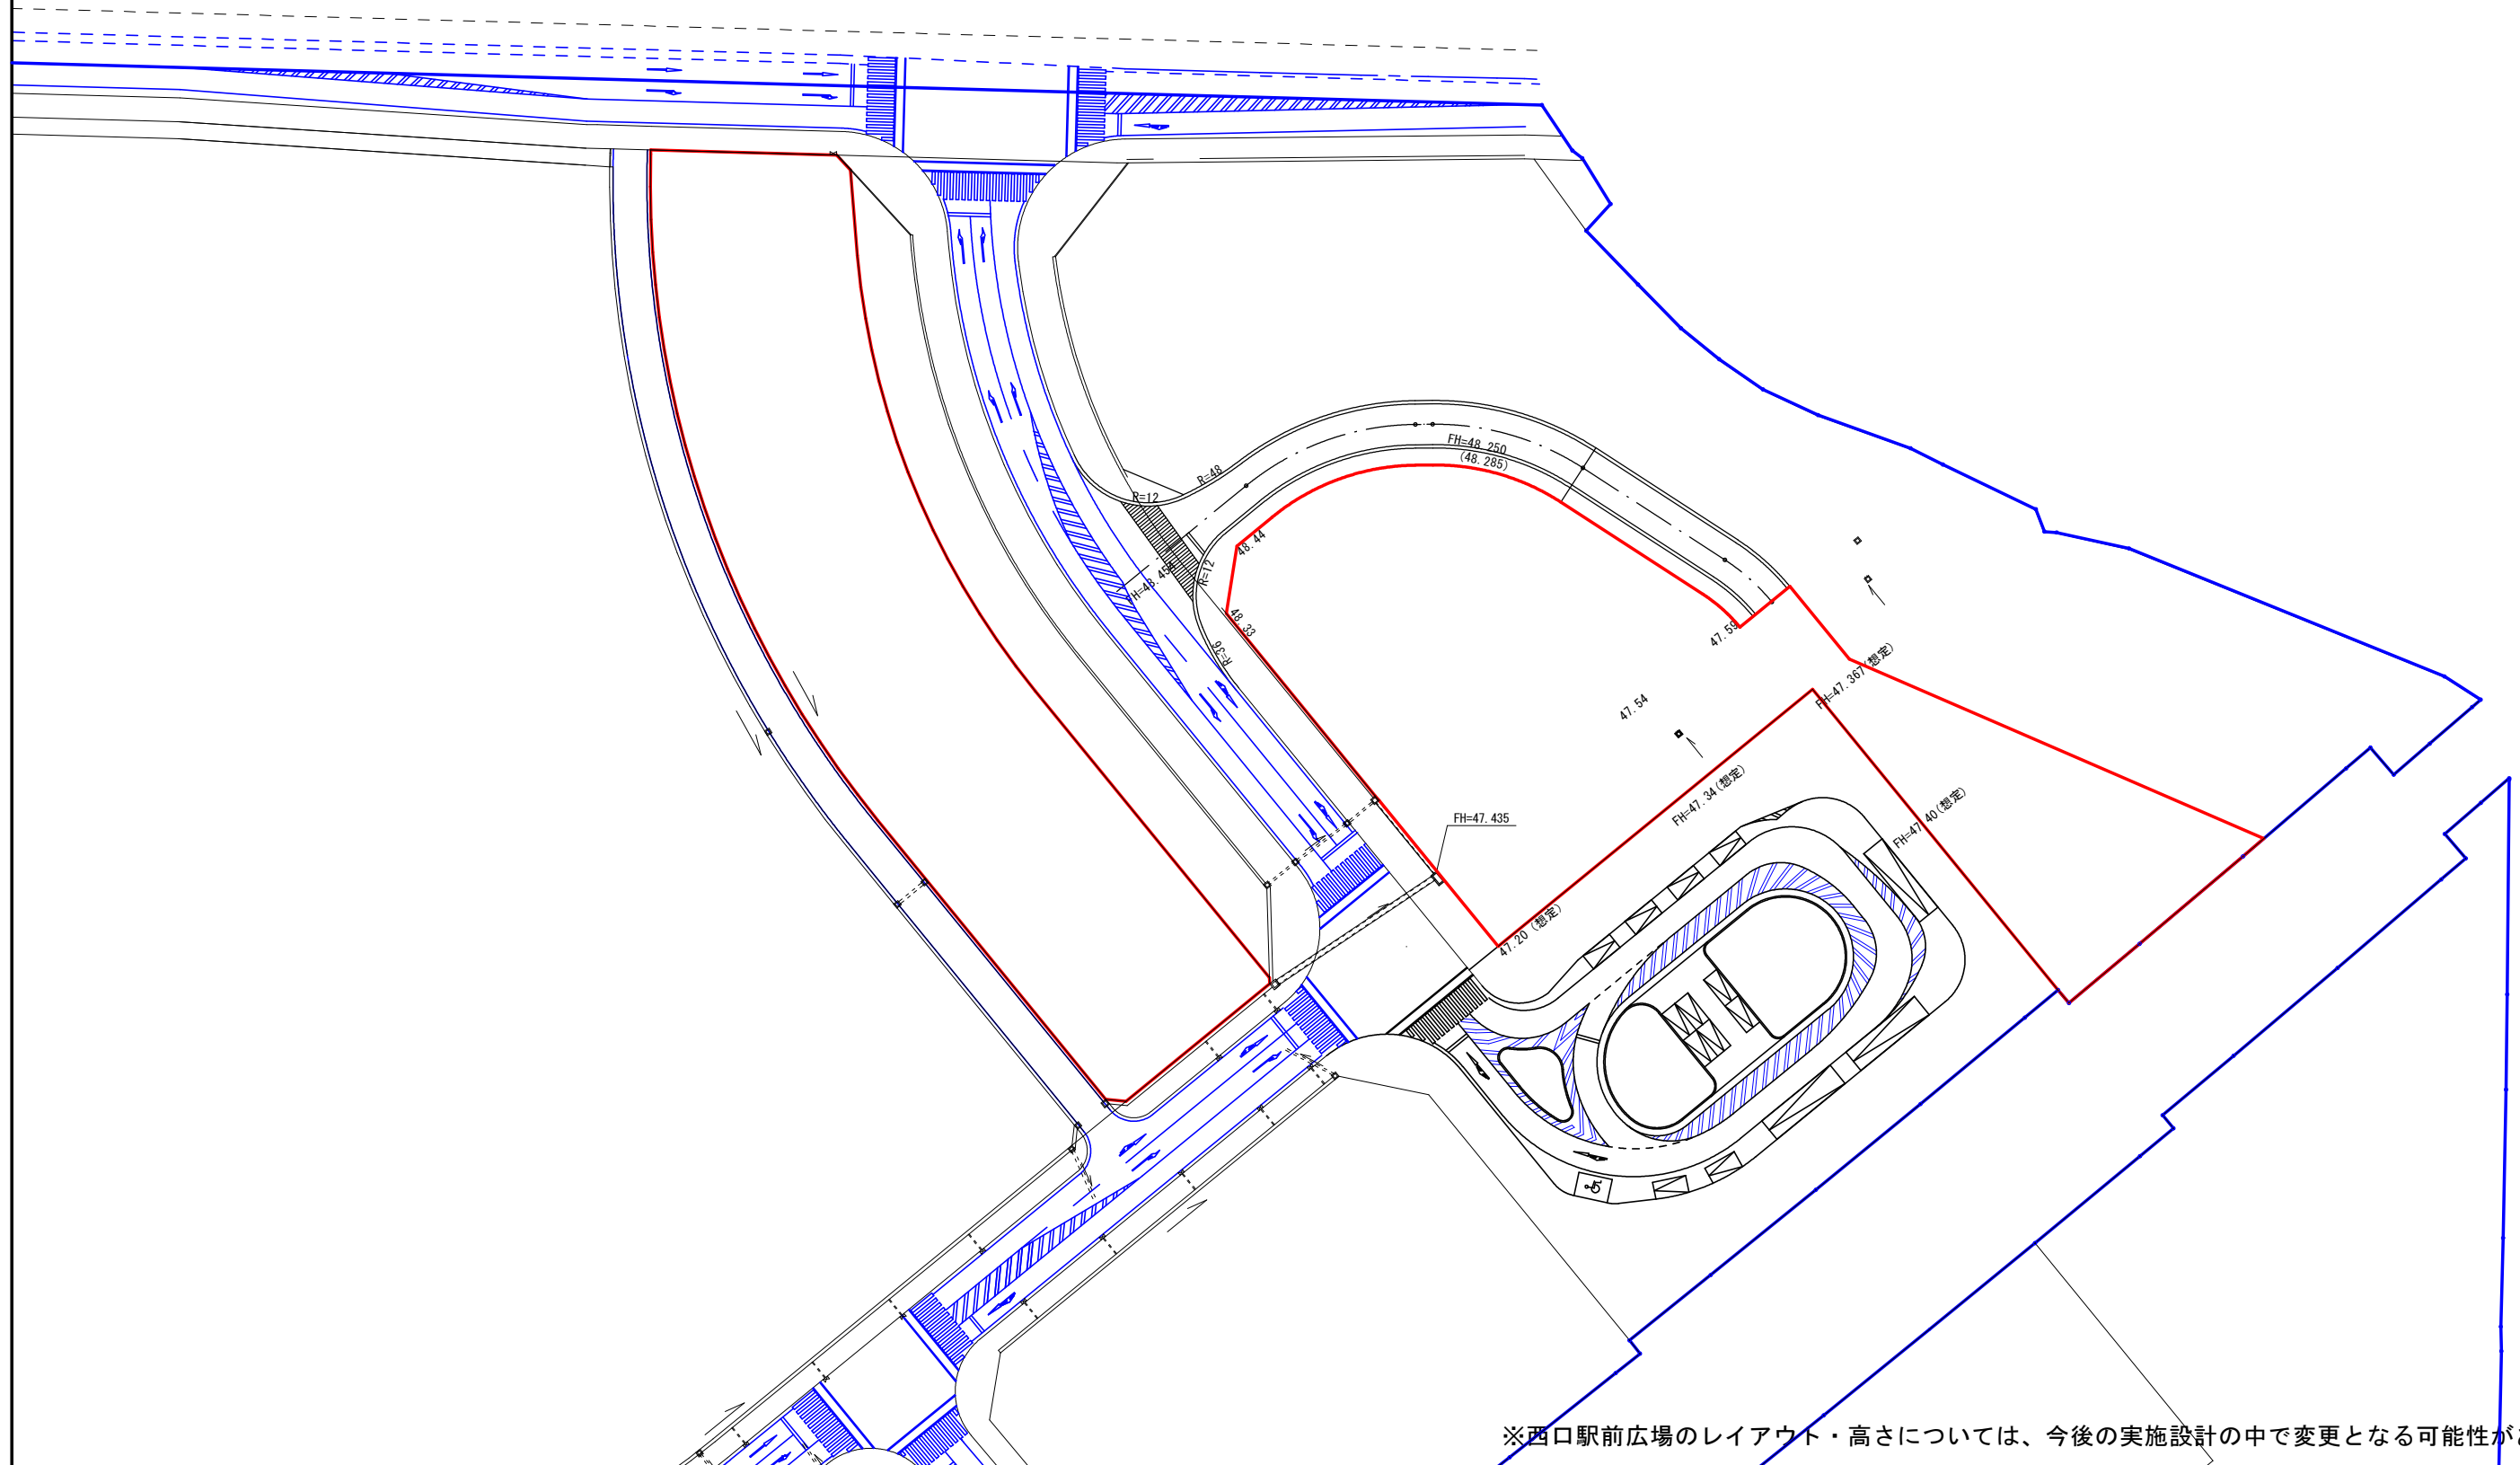 FH=48.250
(48.285)
R=48
R=12
48.44
R=12
48.33
R=36
47.59
FH=47.367(想定)
47.54
FH=47.34(想定)
FH=47.40(想定)
FH=47.435
47.20(想定)
※西口駅前広場のレイアウト・高さについては、今後の実施設計の中で変更となる可能性が